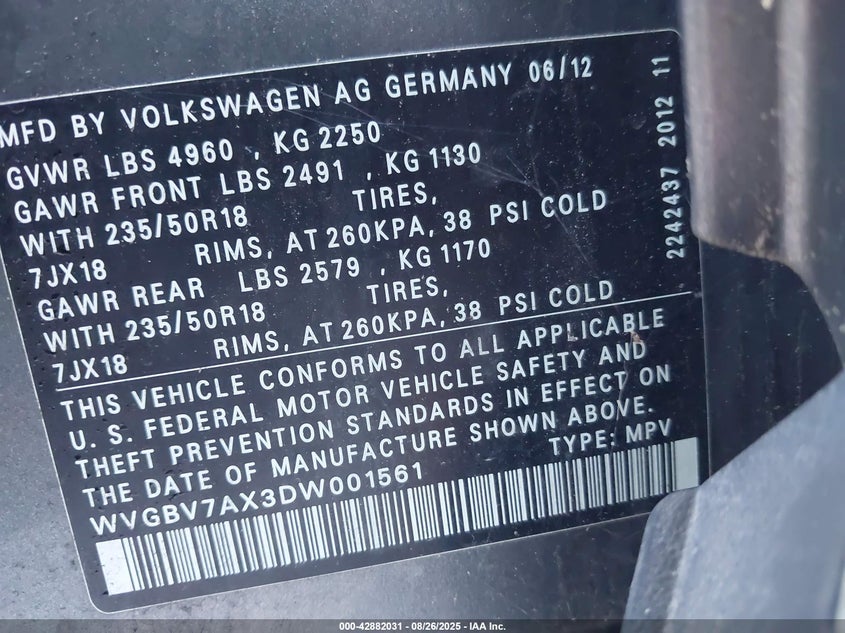 MFD BY VOLKSWAGEN AG GERMANY 06/12
GVWR LBS 4960 , KG 2250
GAWR FRONT LBS 2491 , KG 1130
WITH 235/50R18 TIRES,
7JX18 RIMS, AT 260KPA, 38 PSI COLD
GAWR REAR LBS 2579 , KG 1170
WITH 235/50R18 TIRES,
7JX18 RIMS, AT 260KPA, 38 PSI COLD
THIS VEHICLE CONFORMS TO ALL APPLICABLE
U. S. FEDERAL MOTOR VEHICLE SAFETY AND
THEFT PREVENTION STANDARDS IN EFFECT ON
THE DATE OF MANUFACTURE SHOWN ABOVE.
WVGBV7AX3DW001561 TYPE: MPV
2242437 2012 11
000-42882031 - 08/26/2025 - IAA Inc.